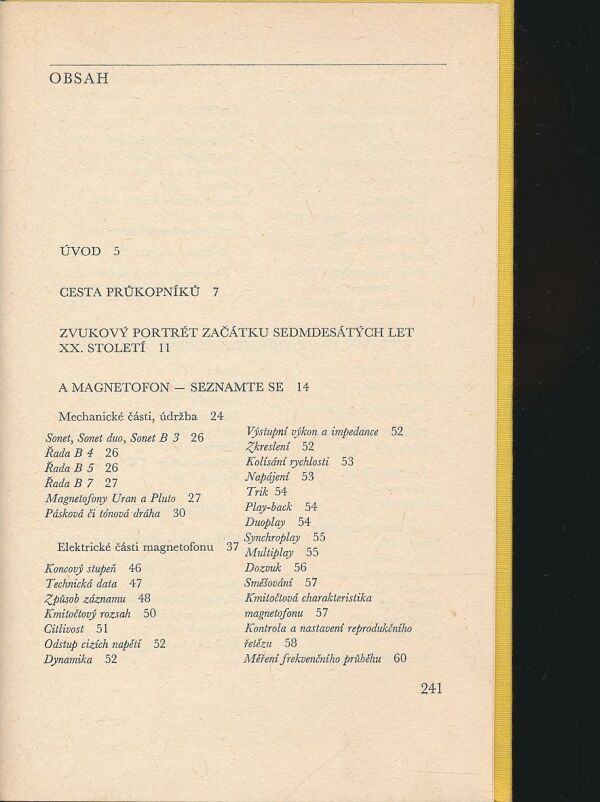 OBSAH
ÚVOD 5
CESTA PRŮKOPNÍKŮ 7
ZVUKOVÝ PORTRÉT ZAČÁTKU SEDMDESÁTÝCH LET
XX. STOLETÍ 11
A MAGNETOFON — SEZNAMTE SE 14
Mechanické části, údržba 24
Sonet, Sonet duo, Sonet B 3 26
Řada B 4 26
Řada B 5 26
Řada B 7 27
Magnetofony Uran a Pluto 27
Pásková či tónová dráha 30
Elektrické části magnetofonu 37
Koncový stupeň 46
Technická data 47
Způsob záznamu 48
Kmitočtový rozsah 50
Citlivost 51
Odstup cizích napětí 52
Dynamika 52
Výstupní výkon a impedance 52
Zkreslení 52
Kolísání rychlosti 53
Napájení 53
Trik 54
Play-back 54
Duoplay 54
Synchroplay 55
Multiplay 55
Dozvuk 56
Směšování 57
Kmitočtová charakteristika
magnetofonu 57
Kontrola a nastavení reprodukčního
řetězu 58
Měření frekvenčního průběhu 60
241